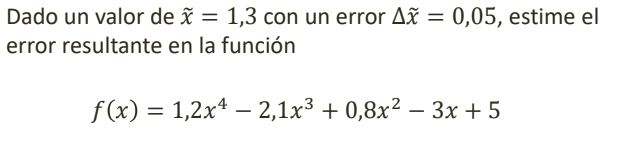 Dado un valor de x̃ = 1,3 con un error Δx̃ = 0,05, estime el
error resultante en la función
f(x) = 1,2x⁴ − 2,1x³ + 0,8x² − 3x + 5